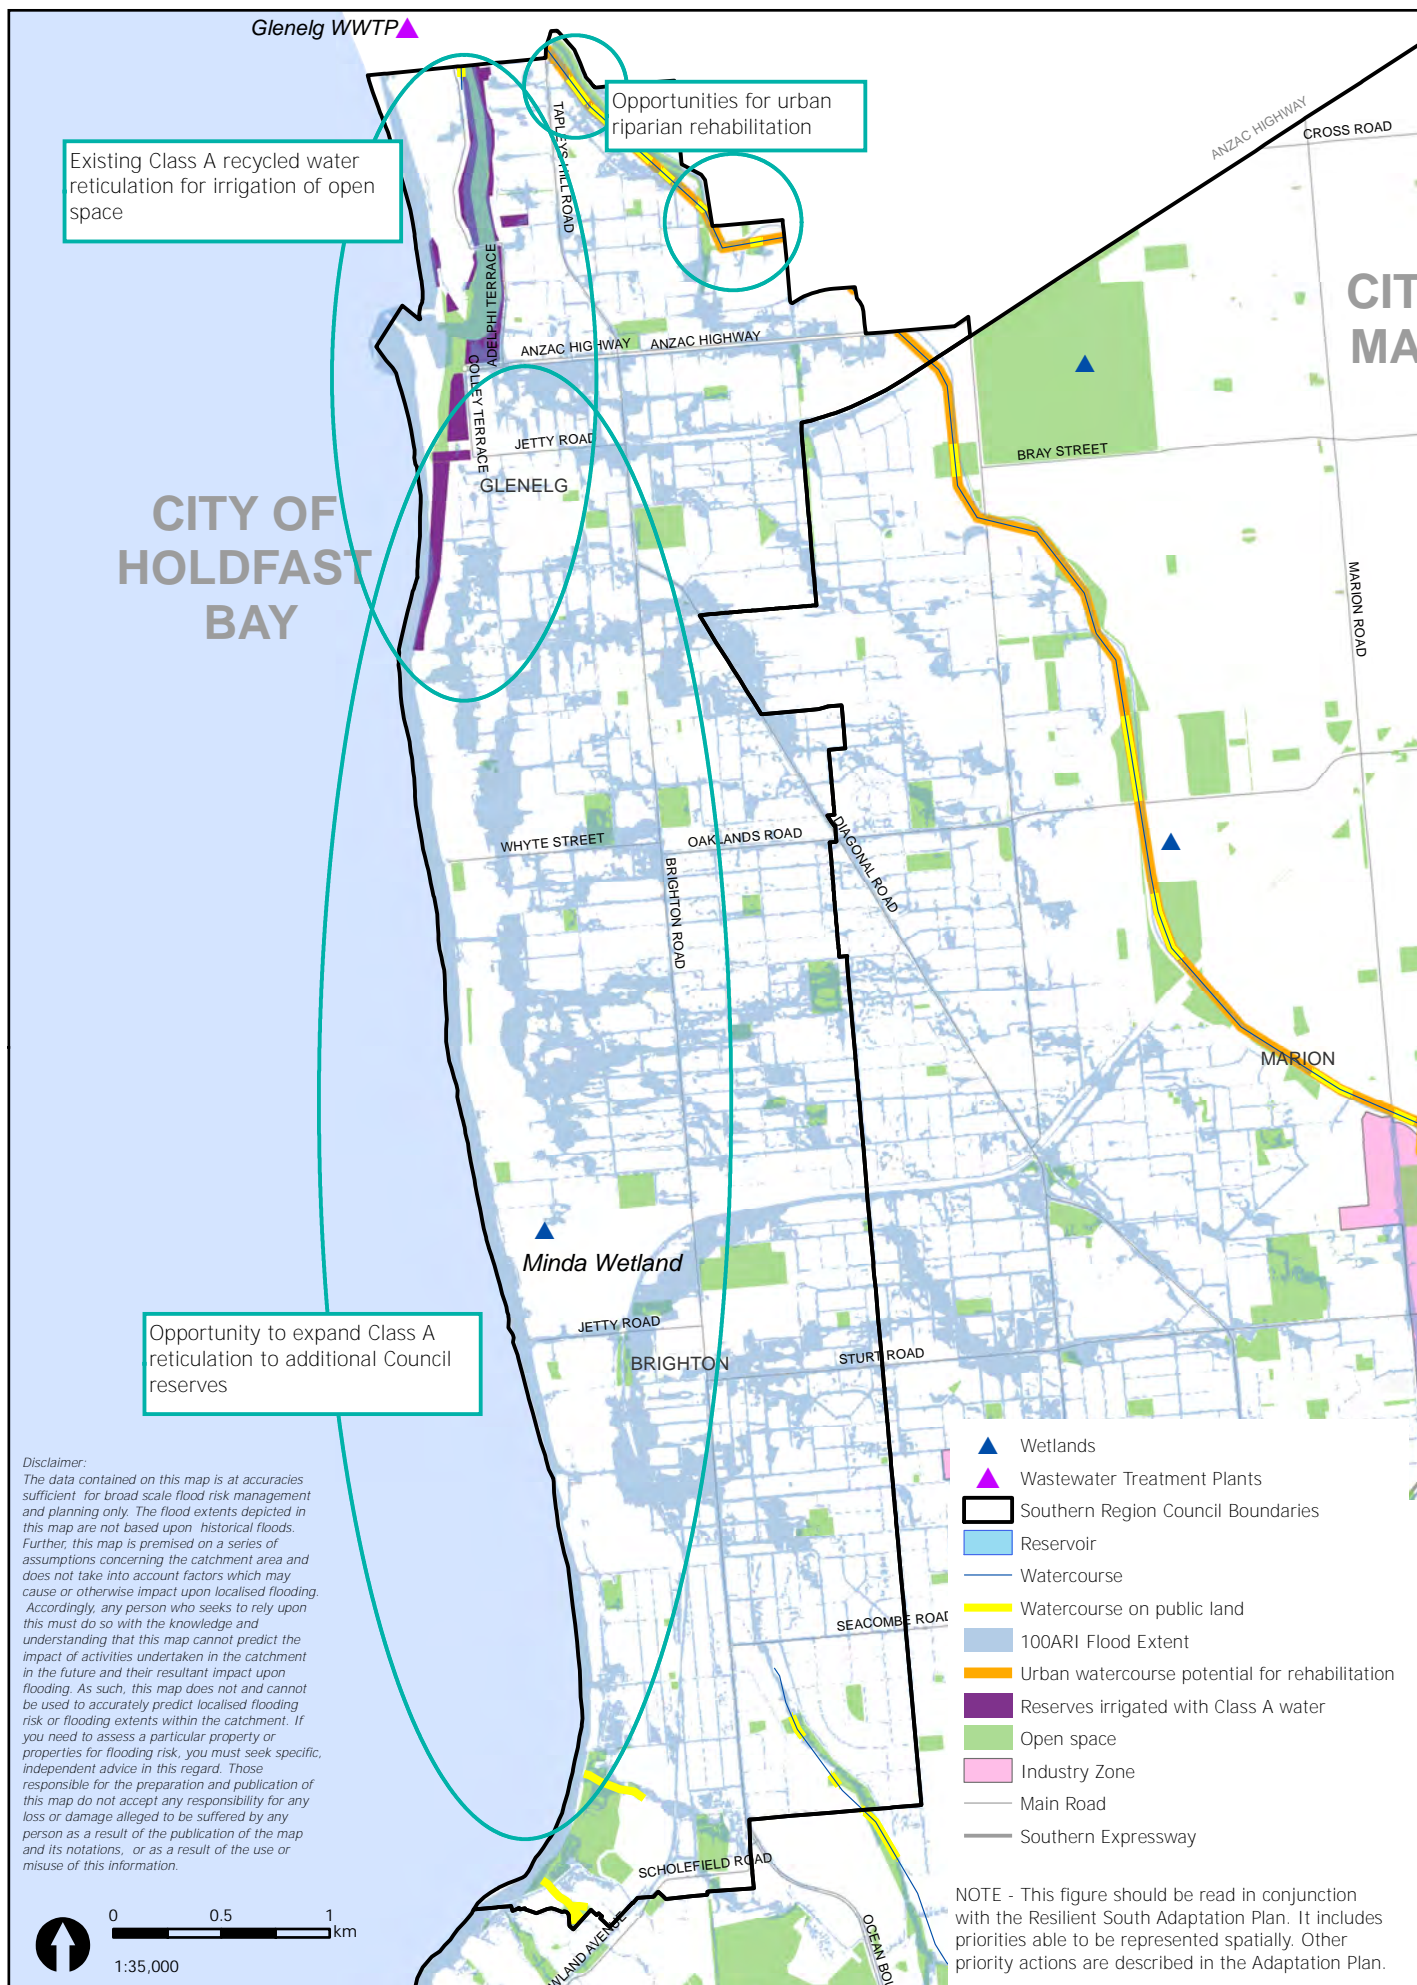 Glenelg WWTP
Opportunities for urban
riparian rehabilitation
Existing Class A recycled water
reticulation for irrigation of open
space
TAPLEYS HILL ROAD
ANZAC HIGHWAY
CROSS ROAD
ADELPHI TERRACE
ANZAC HIGHWAY
ANZAC HIGHWAY
COLLEY TERRACE
JETTY ROAD
GLENELG
BRAY STREET
CIT
MA
CITY OF
HOLDFAST
BAY
MARION ROAD
WHYTE STREET
OAKLANDS ROAD
DIAGONAL ROAD
BRIGHTON ROAD
MARION
Minda Wetland
JETTY ROAD
BRIGHTON
STURT ROAD
Opportunity to expand Class A
reticulation to additional Council
reserves
SEACOMBE ROAD
SCHOLEFIELD ROAD
WLAND AVENUE
OCEAN BOU
Disclaimer:
The data contained on this map is at accuracies
sufficient for broad scale flood risk management
and planning only. The flood extents depicted in
this map are not based upon historical floods.
Further, this map is premised on a series of
assumptions concerning the catchment area and
does not take into account factors which may
cause or otherwise impact upon localised flooding.
Accordingly, any person who seeks to rely upon
this must do so with the knowledge and
understanding that this map cannot predict the
impact of activities undertaken in the catchment
in the future and their resultant impact upon
flooding. As such, this map does not and cannot
be used to accurately predict localised flooding
risk or flooding extents within the catchment. If
you need to assess a particular property or
properties for flooding risk, you must seek specific,
independent advice in this regard. Those
responsible for the preparation and publication of
this map do not accept any responsibility for any
loss or damage alleged to be suffered by any
person as a result of the publication of the map
and its notations, or as a result of the use or
misuse of this information.
0 0.5 1
km
1:35,000
Wetlands
Wastewater Treatment Plants
Southern Region Council Boundaries
Reservoir
Watercourse
Watercourse on public land
100ARI Flood Extent
Urban watercourse potential for rehabilitation
Reserves irrigated with Class A water
Open space
Industry Zone
Main Road
Southern Expressway
NOTE - This figure should be read in conjunction
with the Resilient South Adaptation Plan. It includes
priorities able to be represented spatially. Other
priority actions are described in the Adaptation Plan.